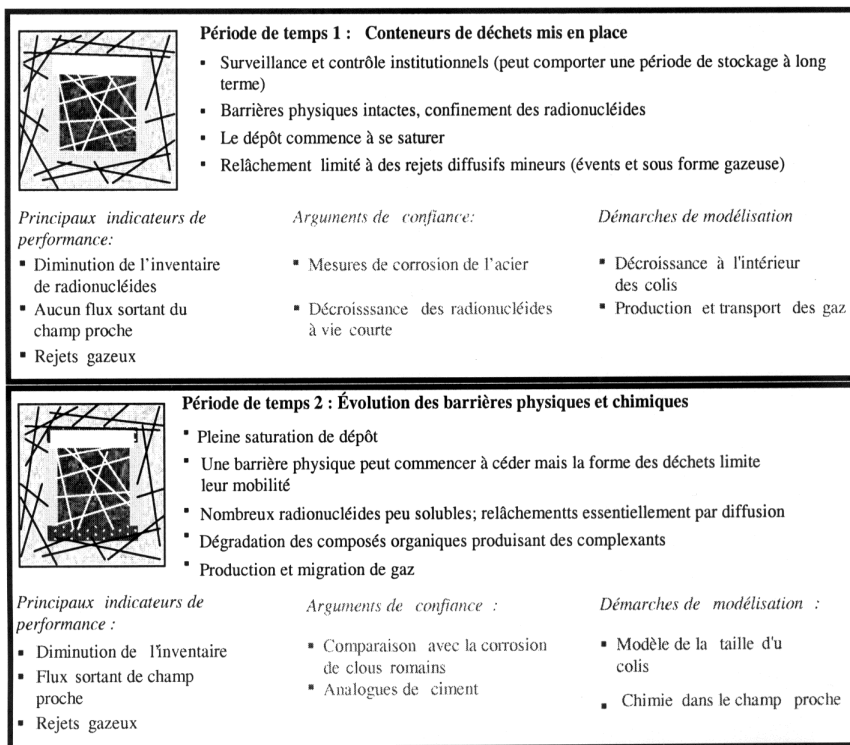 Période de temps 1 : Conteneurs de déchets mis en place
▪ Surveillance et contrôle institutionnels (peut comporter une période de stockage à long
terme)
▪ Barrières physiques intactes, confinement des radionucléides
▪ Le dépôt commence à se saturer
▪ Relâchement limité à des rejets diffusifs mineurs (évents et sous forme gazeuse)
Principaux indicateurs de
performance:
▪ Diminution de l'inventaire
de radionucléides
▪ Aucun flux sortant du
champ proche
▪ Rejets gazeux
Arguments de confiance:
▪ Mesures de corrosion de l'acier
▪ Décroisssance des radionucléides
à vie courte
Démarches de modélisation
▪ Décroissance à l'intérieur
des colis
▪ Production et transport des gaz
Période de temps 2 : Évolution des barrières physiques et chimiques
▪ Pleine saturation de dépôt
▪ Une barrière physique peut commencer à céder mais la forme des déchets limite
leur mobilité
▪ Nombreux radionucléides peu solubles; relâchementts essentiellement par diffusion
▪ Dégradation des composés organiques produisant des complexants
▪ Production et migration de gaz
Principaux indicateurs de
performance :
▪ Diminution de l'inventaire
▪ Flux sortant de champ
proche
▪ Rejets gazeux
Arguments de confiance :
▪ Comparaison avec la corrosion
de clous romains
▪ Analogues de ciment
Démarches de modélisation :
▪ Modèle de la taille d'u
colis
▪ Chimie dans le champ proche